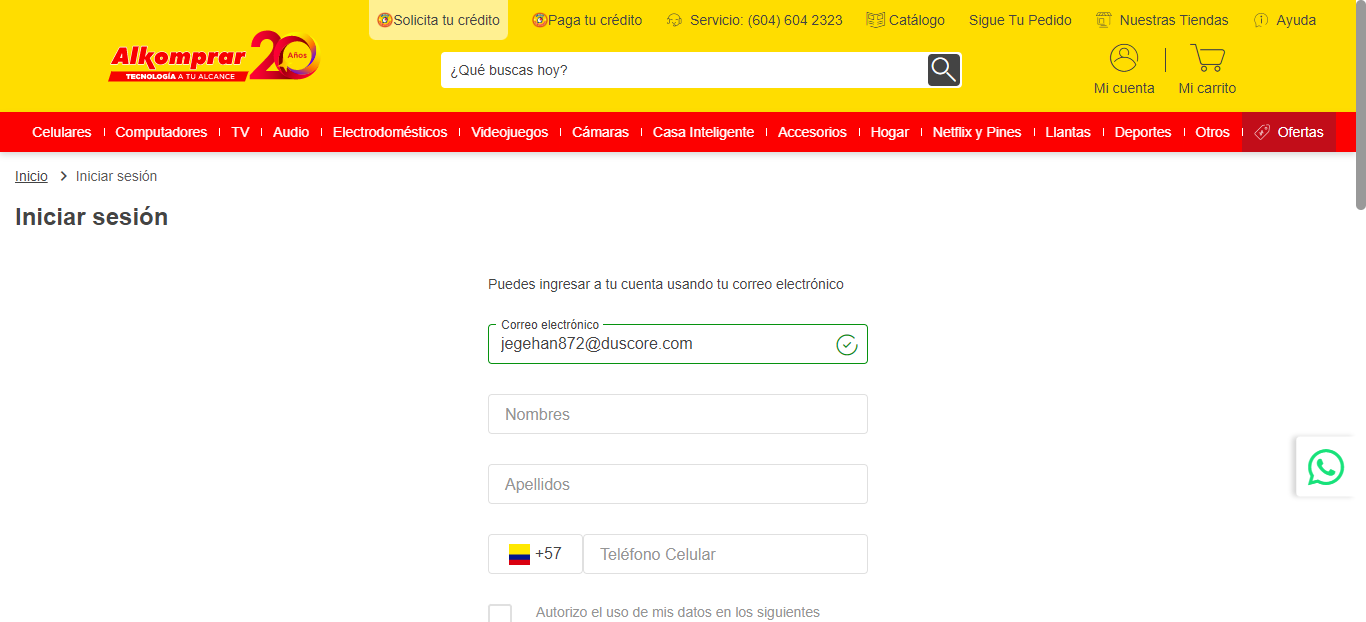 Solicita tu crédito Paga tu crédito Servicio: (604) 604 2323 Catálogo Sigue Tu Pedido Nuestras Tiendas Ayuda
Alkomprar 20 Años
TECNOLOGÍA A TU ALCANCE
¿Qué buscas hoy?
Mi cuenta Mi carrito
Celulares Computadores TV Audio Electrodomésticos Videojuegos Cámaras Casa Inteligente Accesorios Hogar Netflix y Pines Llantas Deportes Otros Ofertas
Inicio Iniciar sesión
Iniciar sesión
Puedes ingresar a tu cuenta usando tu correo electrónico
Correo electrónico
jegehan872@duscore.com
Nombres
Apellidos
+57 Teléfono Celular
Autorizo el uso de mis datos en los siguientes